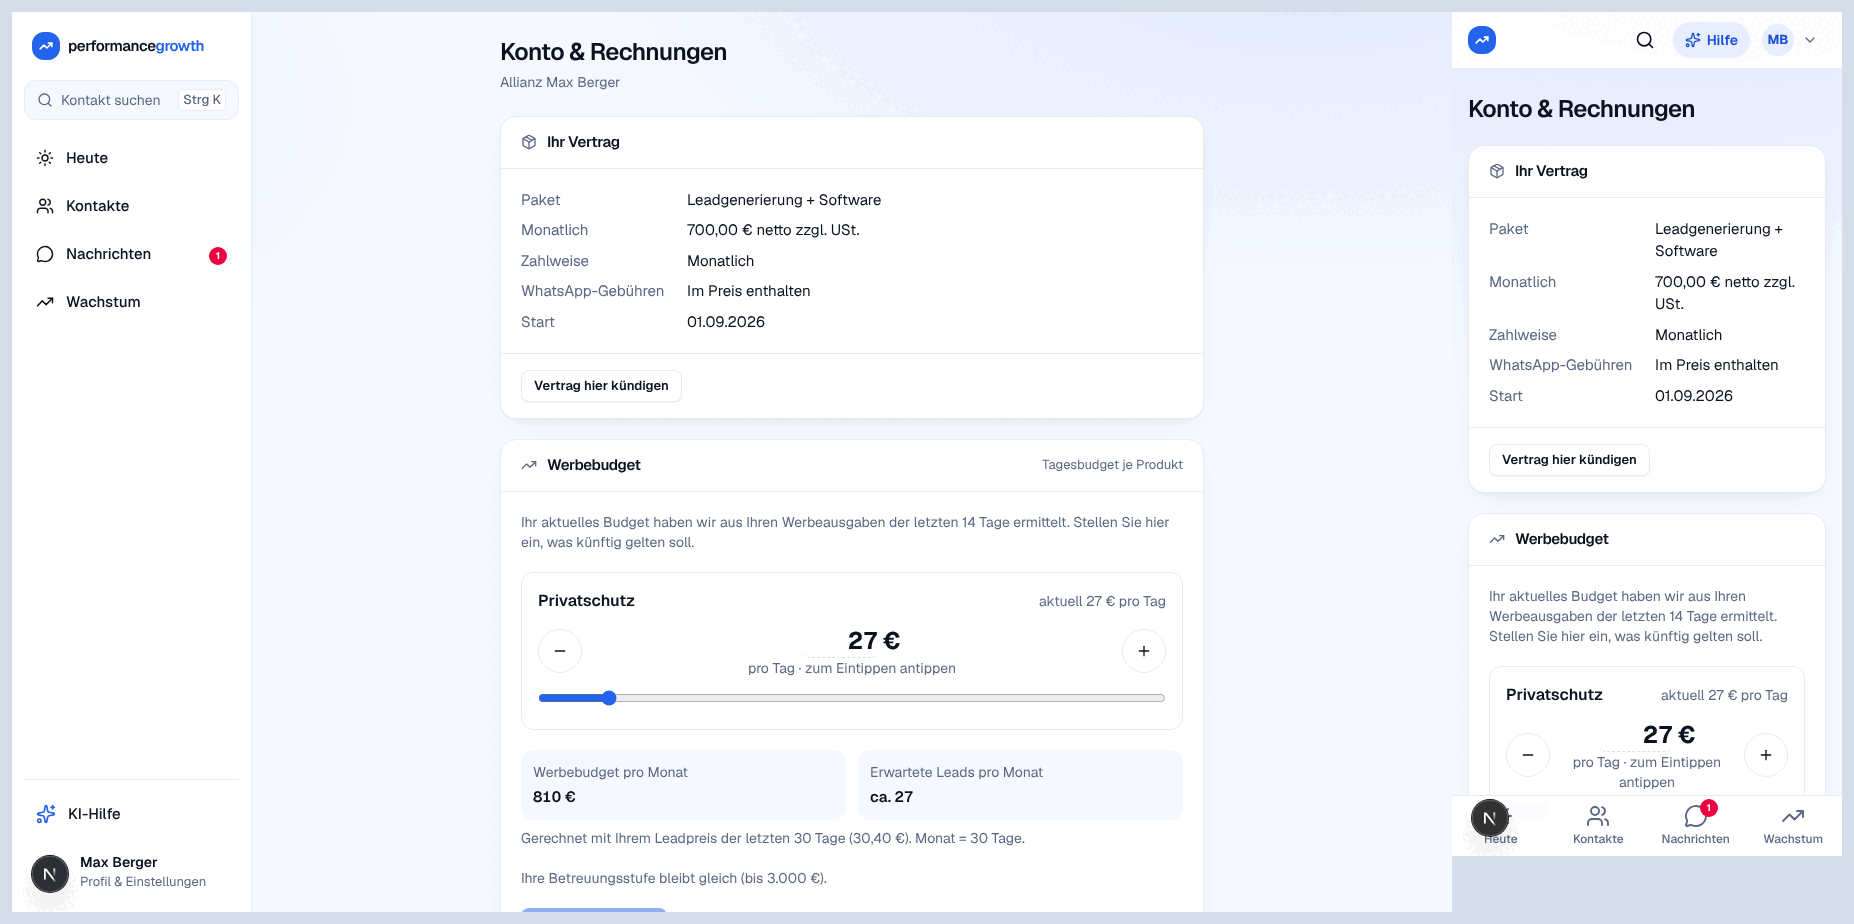 performancegrowth
Kontakt suchen
Strg K
Heute
Kontakte
Nachrichten
1
Wachstum
KI-Hilfe
N
Max Berger
Profil & Einstellungen
Konto & Rechnungen
Allianz Max Berger
Ihr Vertrag
Paket Leadgenerierung + Software
Monatlich 700,00 € netto zzgl. USt.
Zahlweise Monatlich
WhatsApp-Gebühren Im Preis enthalten
Start 01.09.2026
Vertrag hier kündigen
Werbebudget Tagesbudget je Produkt
Ihr aktuelles Budget haben wir aus Ihren Werbeausgaben der letzten 14 Tage ermittelt. Stellen Sie hier
ein, was künftig gelten soll.
Privatschutz aktuell 27 € pro Tag
− 27 € +
pro Tag · zum Eintippen antippen
Werbebudget pro Monat
810 €
Erwartete Leads pro Monat
ca. 27
Gerechnet mit Ihrem Leadpreis der letzten 30 Tage (30,40 €). Monat = 30 Tage.
Ihre Betreuungsstufe bleibt gleich (bis 3.000 €).
Hilfe
MB
Konto & Rechnungen
Ihr Vertrag
Paket Leadgenerierung +
Software
Monatlich 700,00 € netto zzgl.
USt.
Zahlweise Monatlich
WhatsApp-Gebühren Im Preis enthalten
Start 01.09.2026
Vertrag hier kündigen
Werbebudget
Ihr aktuelles Budget haben wir aus Ihren
Werbeausgaben der letzten 14 Tage ermittelt.
Stellen Sie hier ein, was künftig gelten soll.
Privatschutz aktuell 27 € pro Tag
− 27 € +
pro Tag · zum Eintippen
antippen
N
1
Heute Kontakte Nachrichten Wachstum